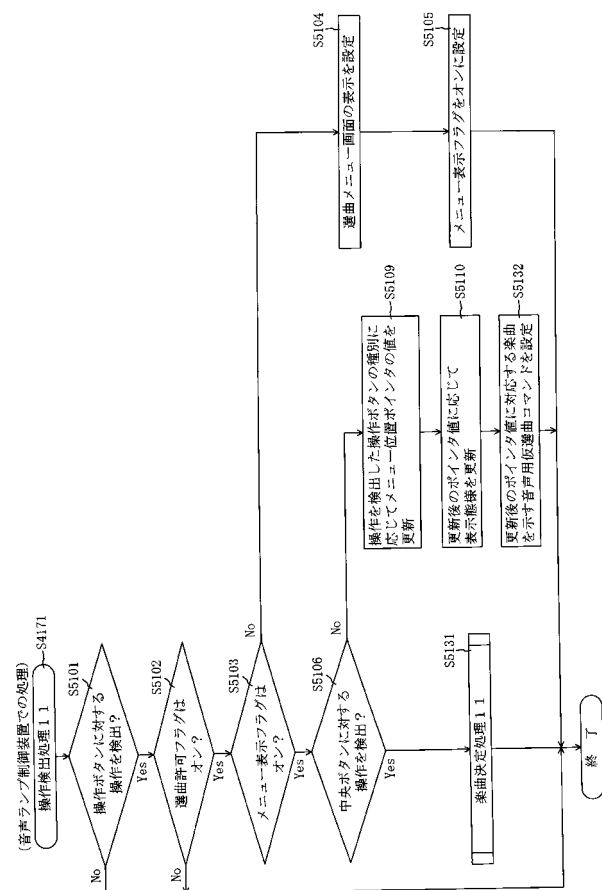 (音声ランプ制御装置での処理)
操作検出処理11
S4171
操作ボタンに対する
操作を検出?
S5101
No
Yes
選曲許可フラグは
オン?
S5102
No
Yes
メニュー表示フラグは
オン?
S5103
No
Yes
選曲メニュー画面の表示を設定
S5104
メニュー表示フラグをオンに設定
S5105
中央ボタンに対する
操作を検出?
S5106
No
Yes
操作を検出した操作ボタンの種別に
応じてメニュー位置ポインタの値を
更新
S5109
更新後のポインタ値に応じて
表示態様を更新
S5110
更新後のポインタ値に対応する楽曲
を示す音声用仮選曲コマンドを設定
S5132
楽曲決定処理11
S5131
終了